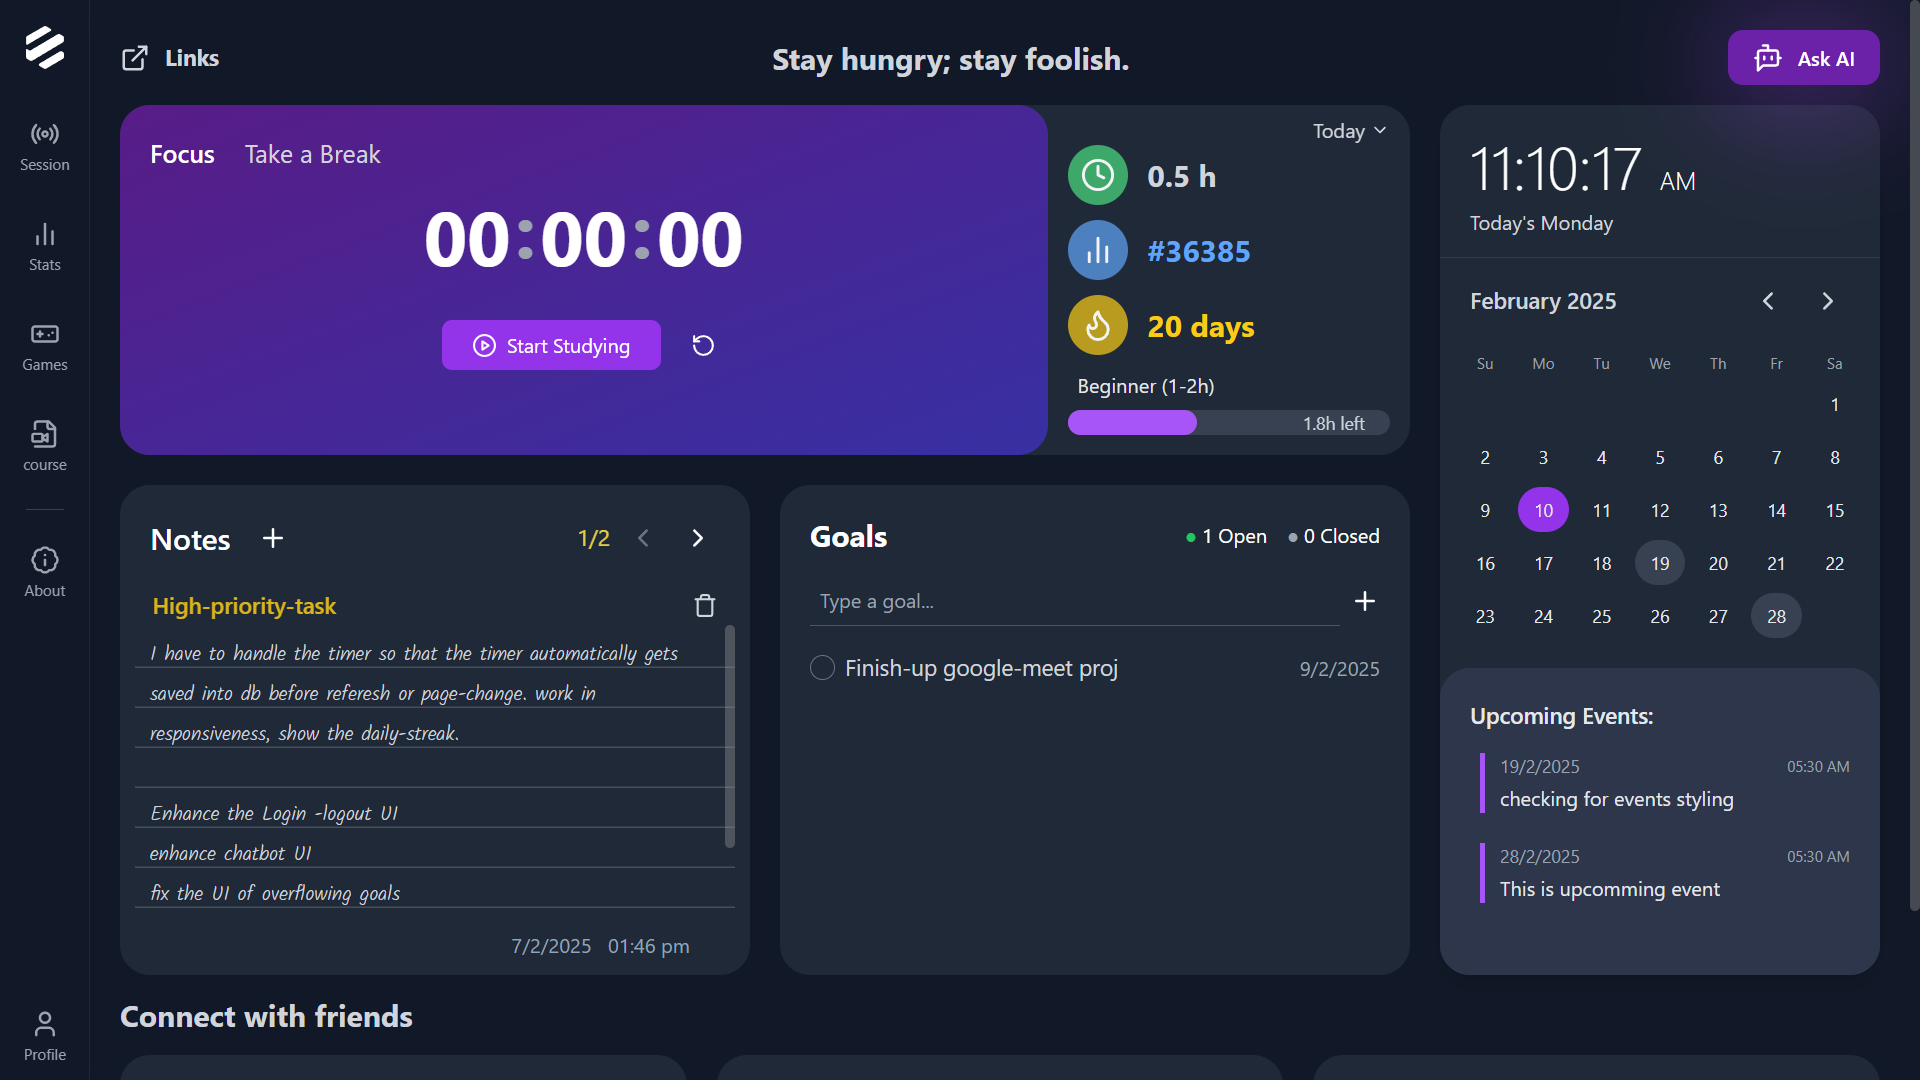 Links
Stay hungry; stay foolish.
Ask AI
Session
Stats
Games
course
About
Profile
Focus Take a Break
00:00:00
Start Studying
Today
0.5 h
#36385
20 days
Beginner (1-2h)
1.8h left
11:10:17 AM
Today's Monday
February 2025
Su Mo Tu We Th Fr Sa
1
2 3 4 5 6 7 8
9 10 11 12 13 14 15
16 17 18 19 20 21 22
23 24 25 26 27 28
Notes + 1/2
High-priority-task
I have to handle the timer so that the timer automatically gets
saved into db before referesh or page-change. work in
responsiveness, show the daily-streak.
Enhance the Login -logout UI
enhance chatbot UI
fix the UI of overflowing goals
7/2/2025 01:46 pm
Goals 1 Open 0 Closed
Type a goal... +
Finish-up google-meet proj 9/2/2025
Upcoming Events:
19/2/2025 05:30 AM
checking for events styling
28/2/2025 05:30 AM
This is upcomming event
Connect with friends